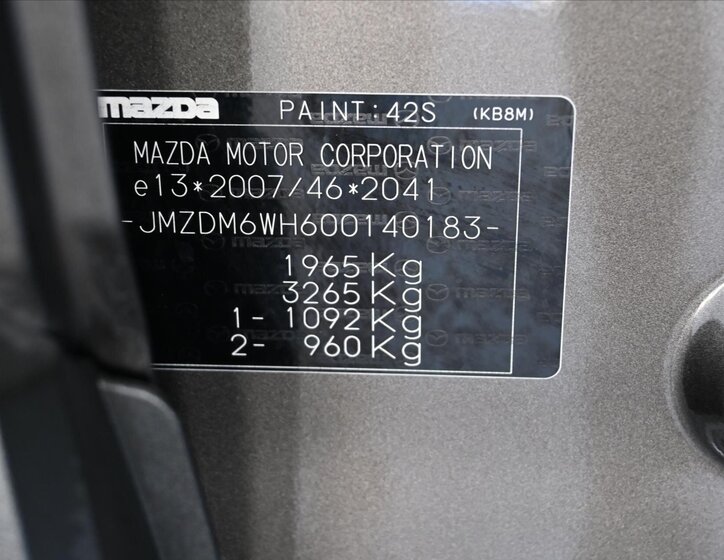 mazda PAINT:42S (KB8M)
MAZDA MOTOR CORPORATION
e13*2007/46*2041
-JMZDM6WH600140183-
1965Kg
3265Kg
1- 1092Kg
2- 960Kg